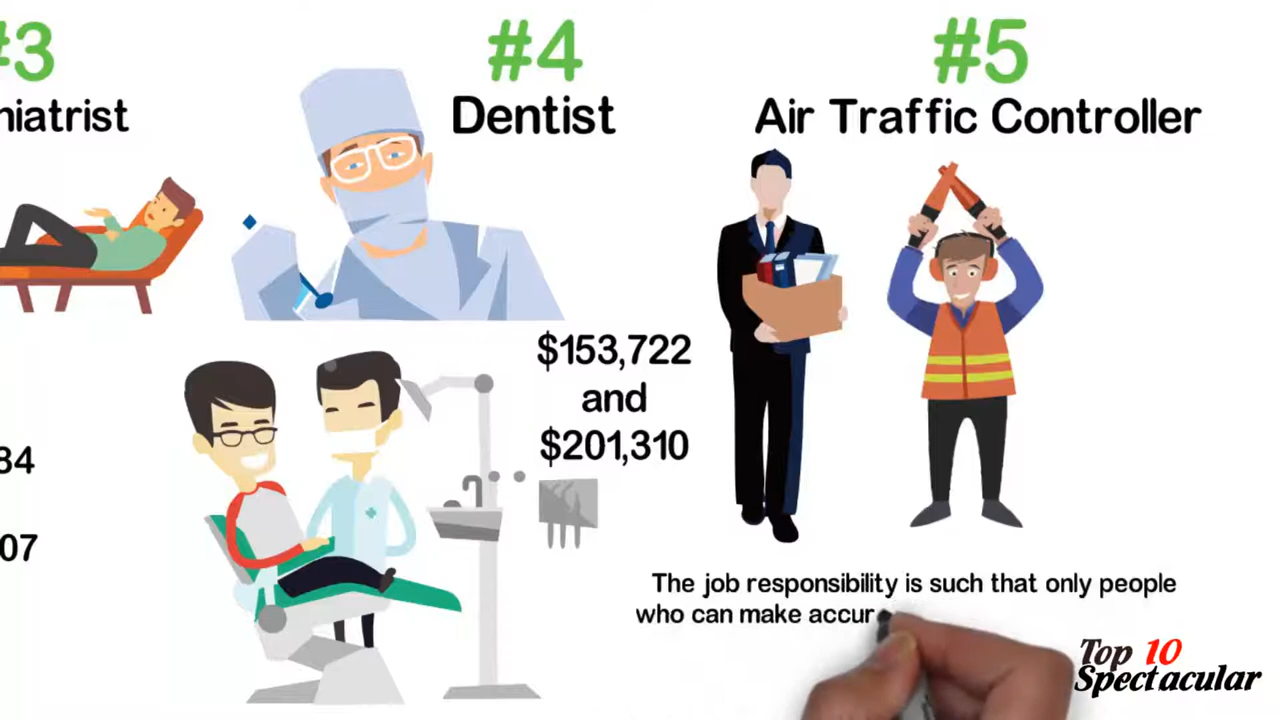 #3
hiatrist
84
07
#4
Dentist
$153,722
and
$201,310
#5
Air Traffic Controller
The job responsibility is such that only people
who can make accur
Top 10
Spectacular